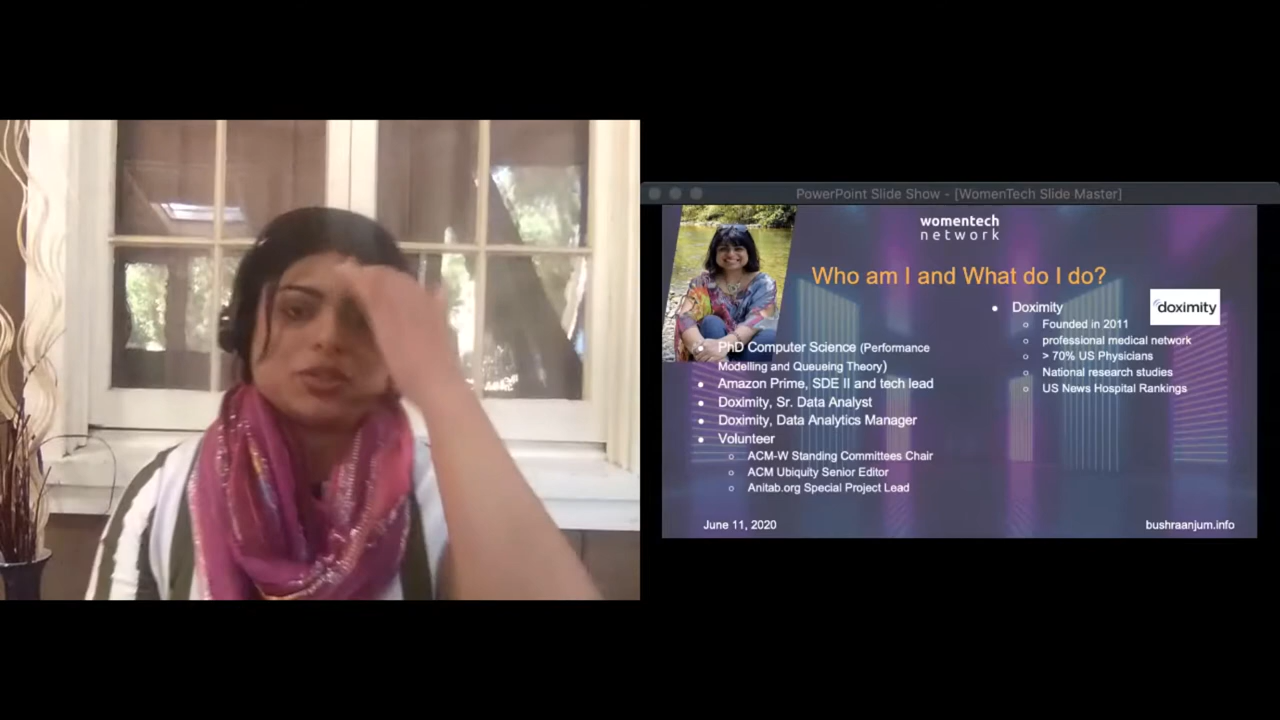 PowerPoint Slide Show - [WomenTech Slide Master]
womentech
network
Who am I and What do I do?
PhD Computer Science (Performance
Modelling and Queueing Theory)
Amazon Prime, SDE II and tech lead
Doximity, Sr. Data Analyst
Doximity, Data Analytics Manager
Volunteer
ACM-W Standing Committees Chair
ACM Ubiquity Senior Editor
Anitab.org Special Project Lead
Doximity
Founded in 2011
professional medical network
> 70% US Physicians
National research studies
US News Hospital Rankings
doximity
June 11, 2020
bushraanjum.info